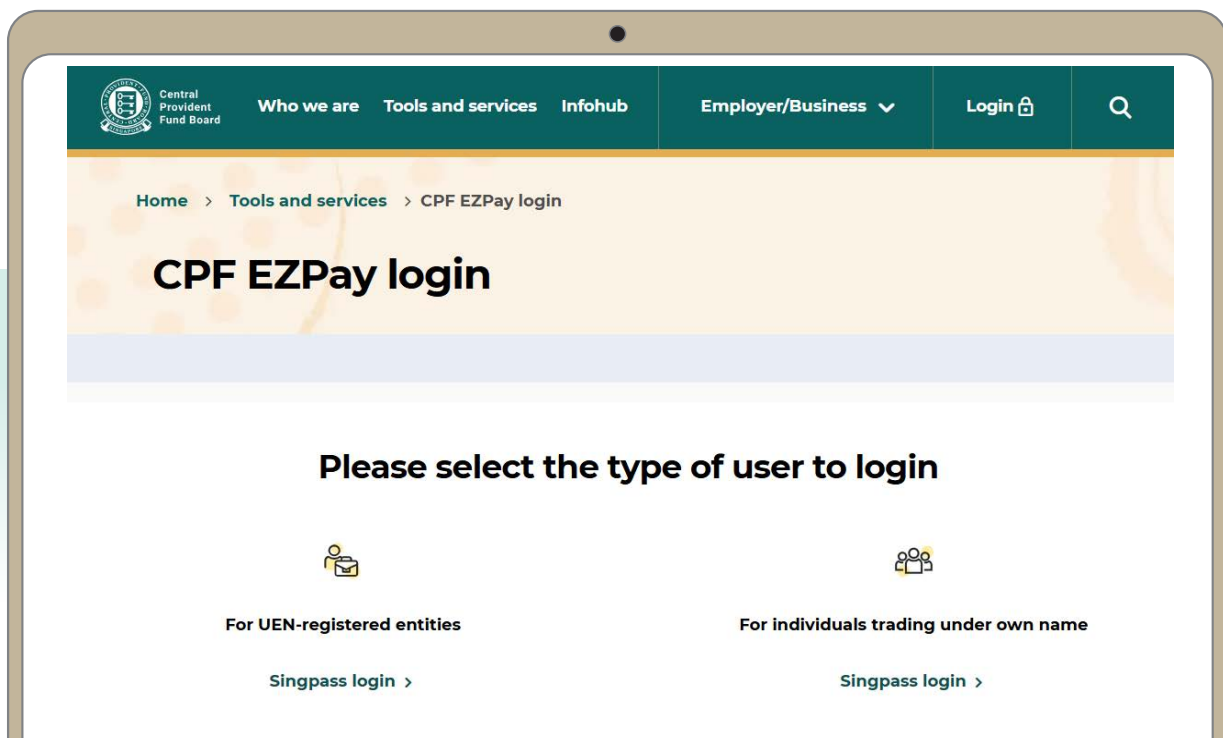 Central
Provident
Fund Board
Who we are Tools and services Infohub Employer/Business Login
Home > Tools and services > CPF EZPay login
CPF EZPay login
Please select the type of user to login
For UEN-registered entities For individuals trading under own name
Singpass login > Singpass login >